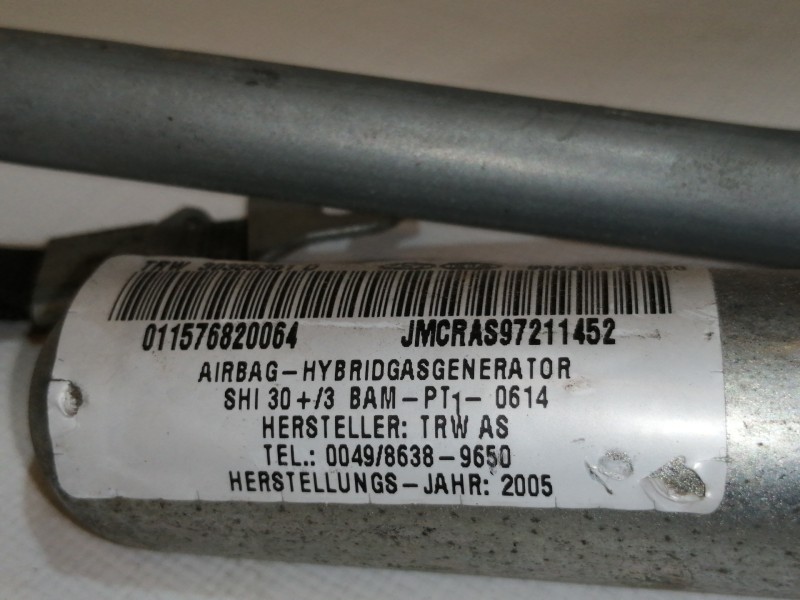 TRW
011576820064 JMCRAS97211452
AIRBAG-HYBRIDGASGENERATOR
SHI 30+/3 BAM-PT1-0614
HERSTELLER: TRW AS
TEL.: 0049/8638-9650
HERSTELLUNGS-JAHR: 2005